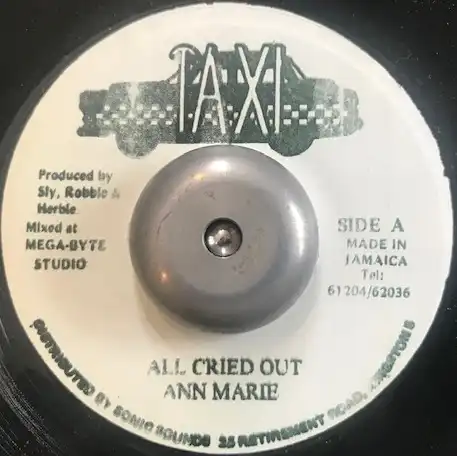 TAXI
Produced by
Sly, Robbie &
Herbie
Mixed at
MEGA-BYTE
STUDIO
SIDE A
MADE IN
JAMAICA
Tel:
61204/62036
ALL CRIED OUT
ANN MARIE
DISTRIBUTED BY SONIC SOUNDS 25 RETIREMENT ROAD, KINGSTON 5